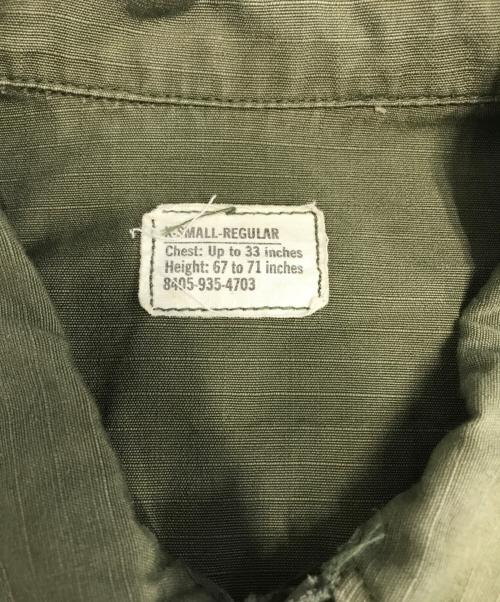 X-SMALL-REGULAR
Chest: Up to 33 inches
Height: 67 to 71 inches
8405-935-4703